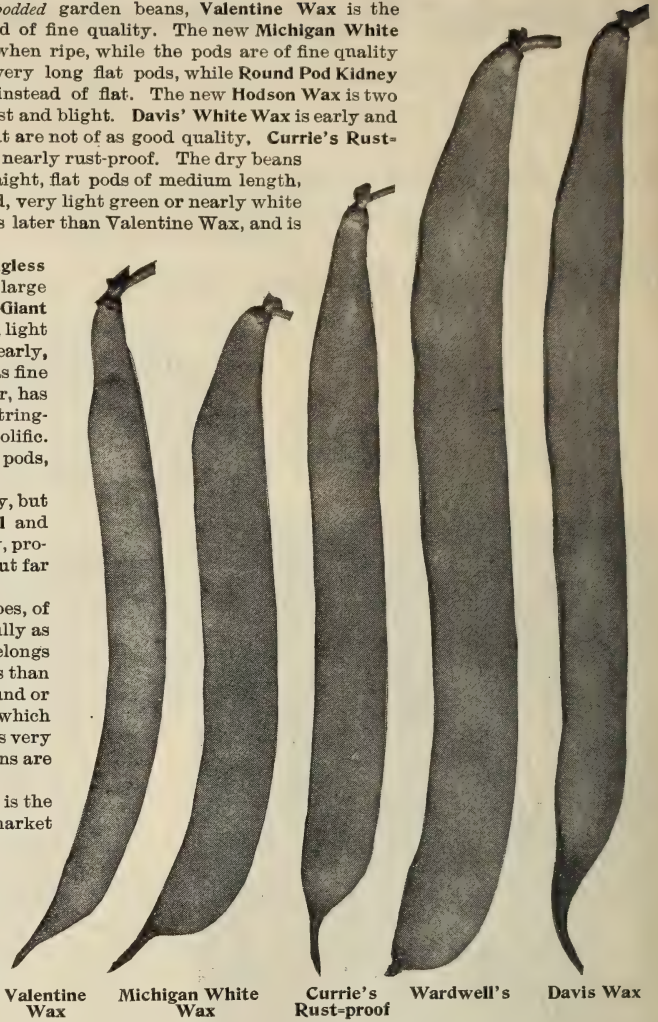 podded garden beans, Valentine Wax is the
d of fine quality. The new Michigan White
when ripe, while the pods are of fine quality
very long flat pods, while Round Pod Kidney
instead of flat. The new Hodson Wax is two
st and blight. Davis' White Wax is early and
t are not of as good quality. Currie's Rust=
nearly rust-proof. The dry beans
aight, flat pods of medium length,
d, very light green or nearly white
s later than Valentine Wax, and is
gless
large
Giant
light
early,
s fine
r, has
tring-
olific.
pods,
y, but
l and
, pro-
ut far
pes, of
lly as
elongs
s than
und or
which
s very
ns are
is the
narket
Valentine
Wax
Michigan White
Wax
Currie's
Rust=proof
Wardwell's
Davis Wax